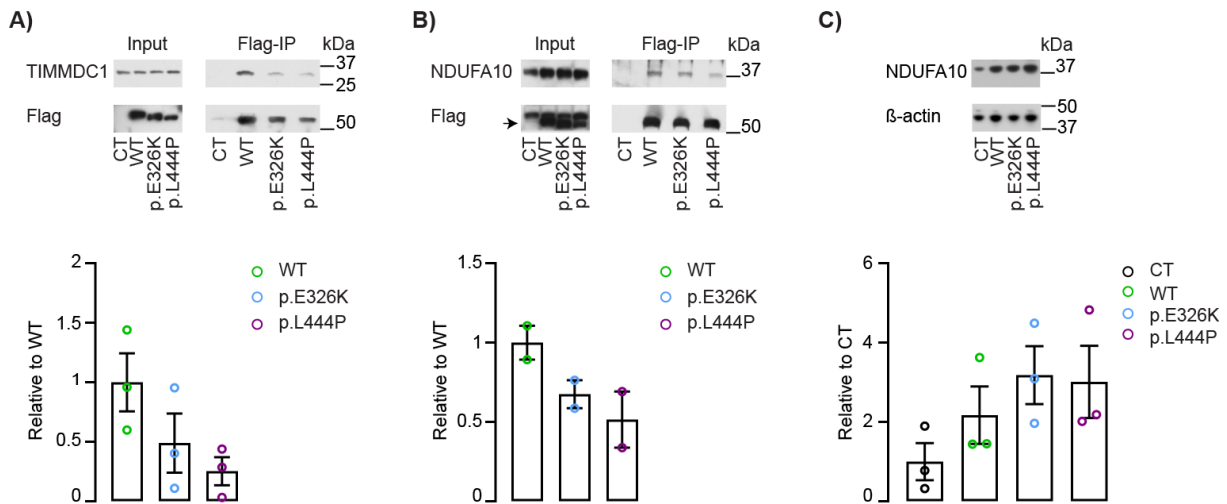 A)
Input
Flag-IP
kDa
TIMMDC1
37
25
Flag
50
CT
WT
p.E326K
p.L444P
CT
WT
p.E326K
p.L444P
Relative to WT
2
1.5
1
0.5
0
WT
p.E326K
p.L444P
B)
Input
Flag-IP
kDa
NDUFA10
37
Flag
50
CT
WT
p.E326K
p.L444P
CT
WT
p.E326K
p.L444P
Relative to WT
1.5
1
0.5
0
WT
p.E326K
p.L444P
C)
kDa
NDUFA10
37
ß-actin
50
37
CT
WT
p.E326K
p.L444P
Relative to CT
6
4
2
0
CT
WT
p.E326K
p.L444P